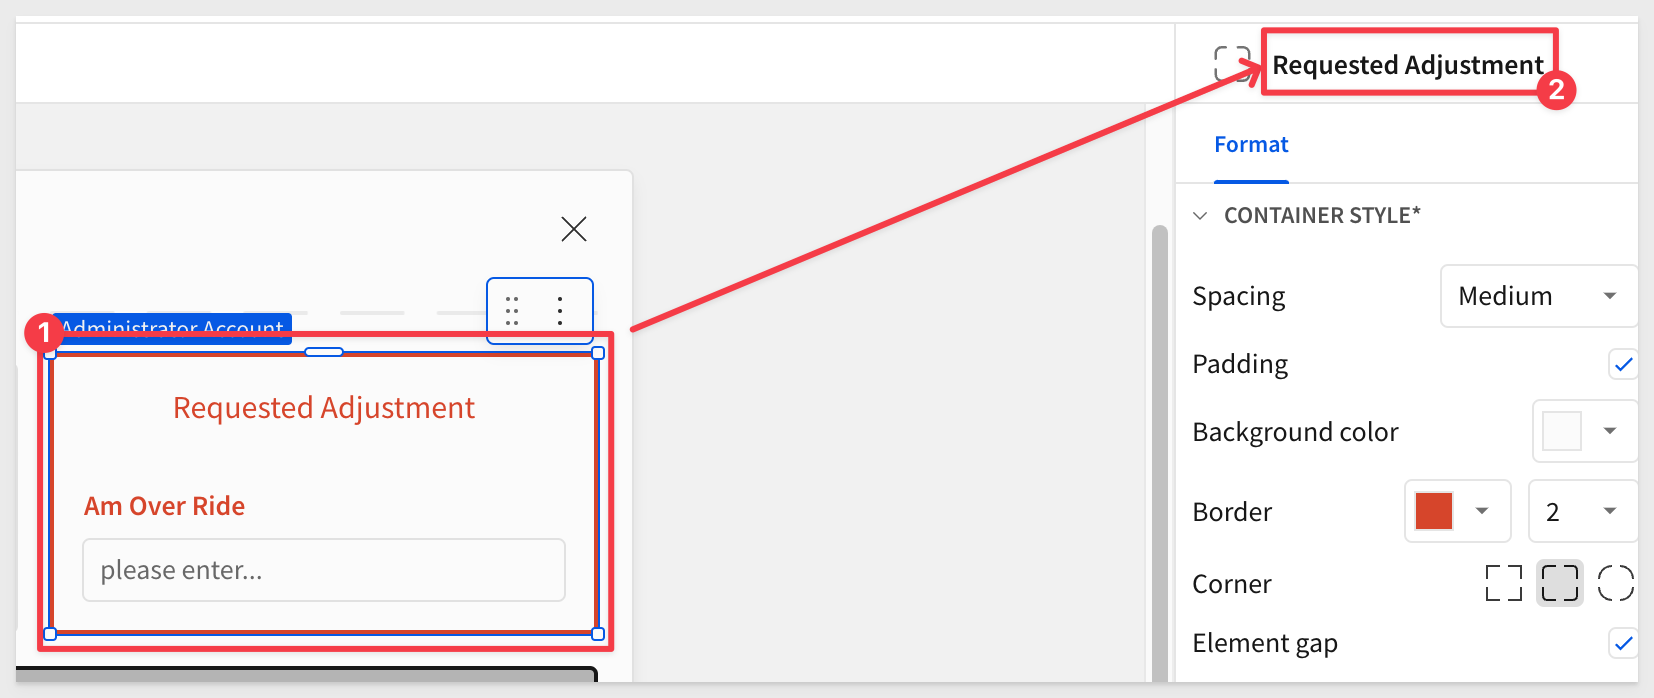 Requested Adjustment
2
Format
CONTAINER STYLE*
Spacing
Medium
1
Administrator Account
Padding
Requested Adjustment
Background color
Am Over Ride
Border
2
please enter...
Corner
Element gap